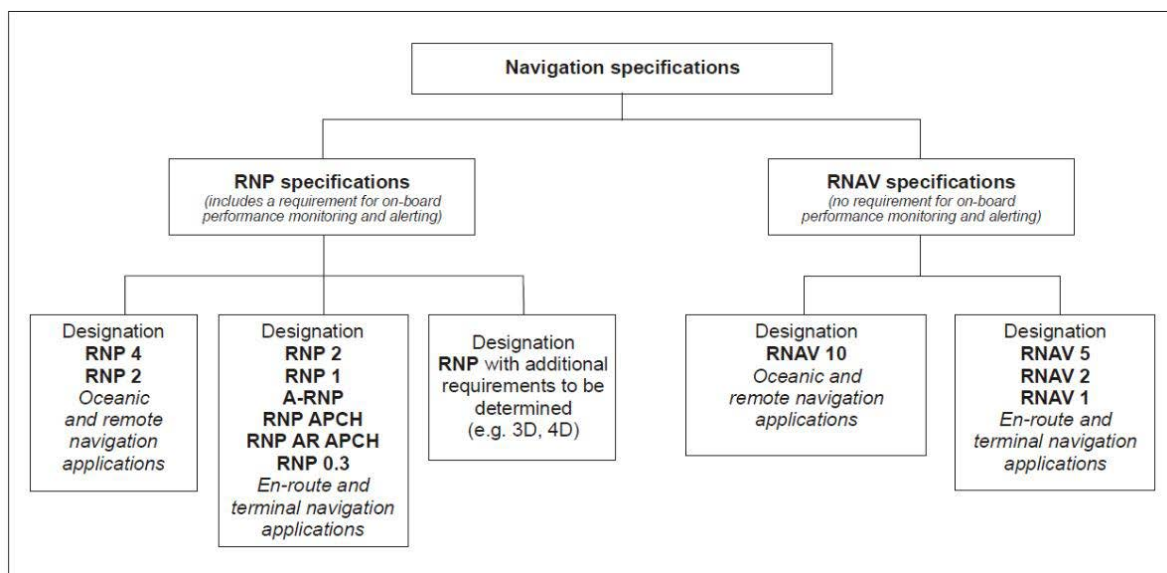 Navigation specifications
RNP specifications
(includes a requirement for on-board
performance monitoring and alerting)
RNAV specifications
(no requirement for on-board
performance monitoring and alerting)
Designation
RNP 4
RNP 2
Oceanic
and remote
navigation
applications
Designation
RNP 2
RNP 1
A-RNP
RNP APCH
RNP AR APCH
RNP 0.3
En-route and
terminal navigation
applications
Designation
RNP with additional
requirements to be
determined
(e.g. 3D, 4D)
Designation
RNAV 10
Oceanic and
remote navigation
applications
Designation
RNAV 5
RNAV 2
RNAV 1
En-route and
terminal navigation
applications